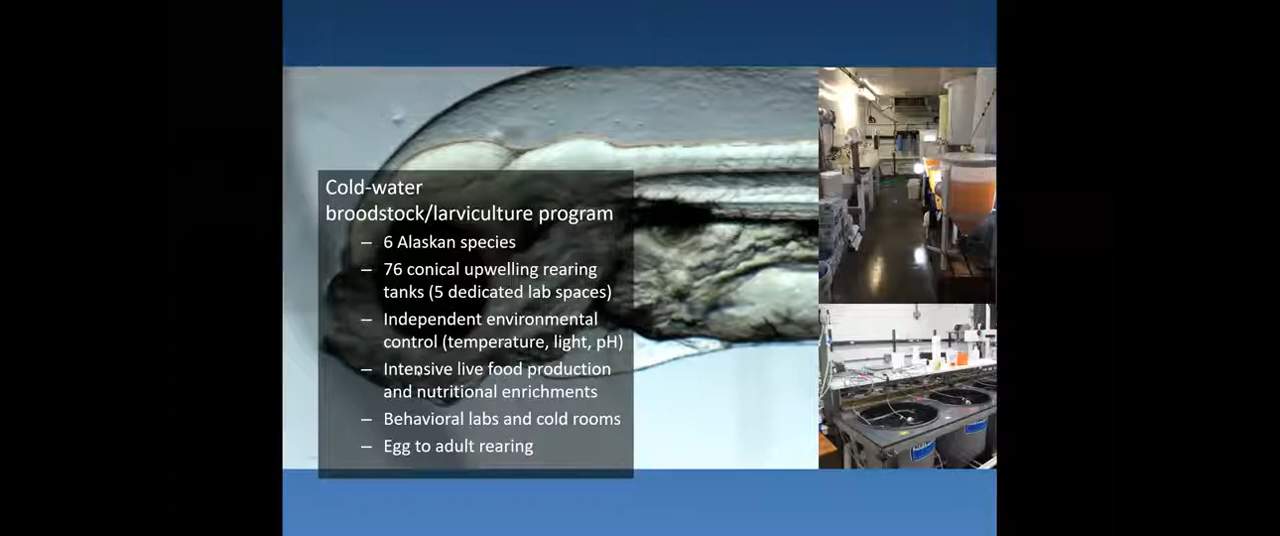 Cold-water
broodstock/larviculture program
– 6 Alaskan species
– 76 conical upwelling rearing
tanks (5 dedicated lab spaces)
– Independent environmental
control (temperature, light, pH)
– Intensive live food production
and nutritional enrichments
– Behavioral labs and cold rooms
– Egg to adult rearing